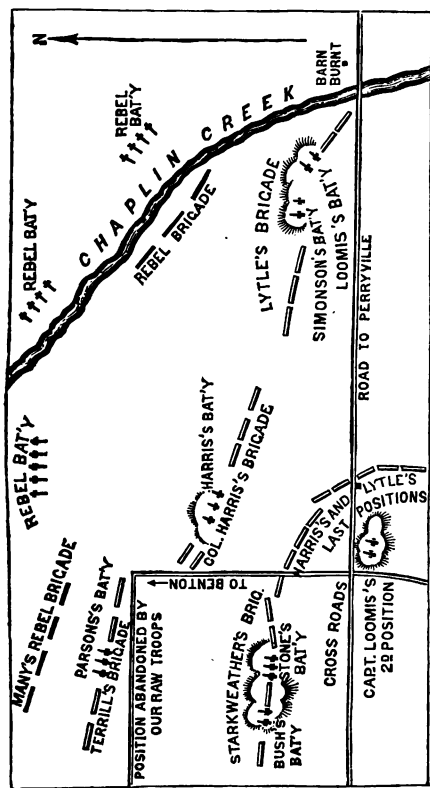 N
REBEL BAT'Y
REBEL
BAT'Y
CHAPLIN CREEK
BARN
BURNT
REBEL BRIGADE
REBEL BAT'Y
LYTLE'S BRIGADE
SIMONSON'S BAT'Y
LOOMIS'S BAT'Y
ROAD TO PERRYVILLE
MANY'S REBEL BRIGADE
PARSONS'S BAT'Y
TERRILL'S BRIGADE
HARRIS'S BAT'Y
COL. HARRIS'S BRIGADE
POSITION ABANDONED BY
OUR RAW TROOPS
TO BENTON
STARKWEATHER'S BRIG.
STONE'S
BAT'Y
BUSH'S
BAT'Y
HARRIS'S AND LYTLE'S
LAST POSITIONS
CROSS ROADS
CAPT. LOOMIS'S
2D POSITION